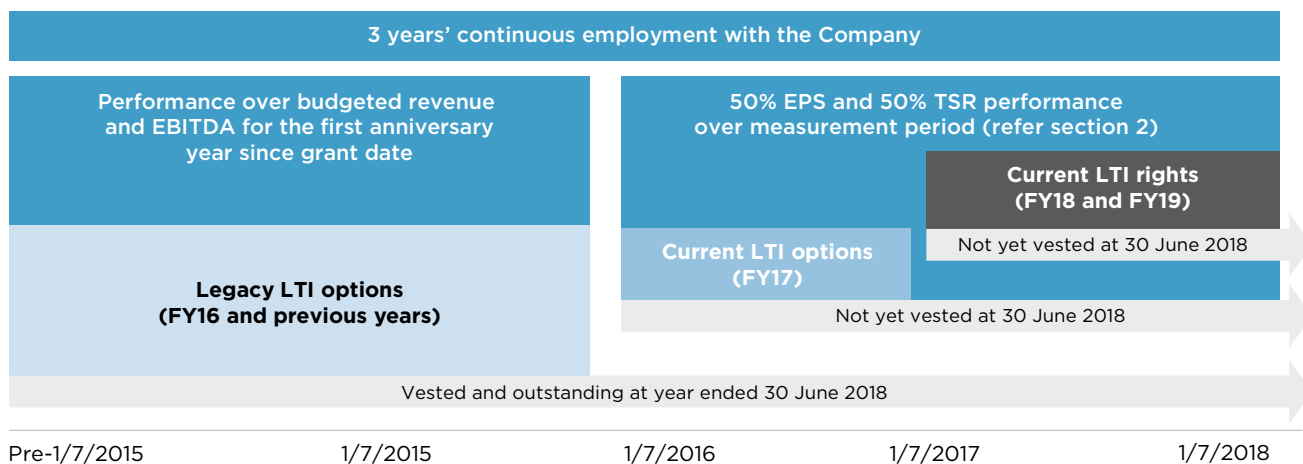 3 years’ continuous employment with the Company
Performance over budgeted revenue
and EBITDA for the first anniversary
year since grant date
50% EPS and 50% TSR performance
over measurement period (refer section 2)
Current LTI rights
(FY18 and FY19)
Not yet vested at 30 June 2018
Current LTI options
(FY17)
Legacy LTI options
(FY16 and previous years)
Not yet vested at 30 June 2018
Vested and outstanding at year ended 30 June 2018
Pre-1/7/2015 1/7/2015 1/7/2016 1/7/2017 1/7/2018